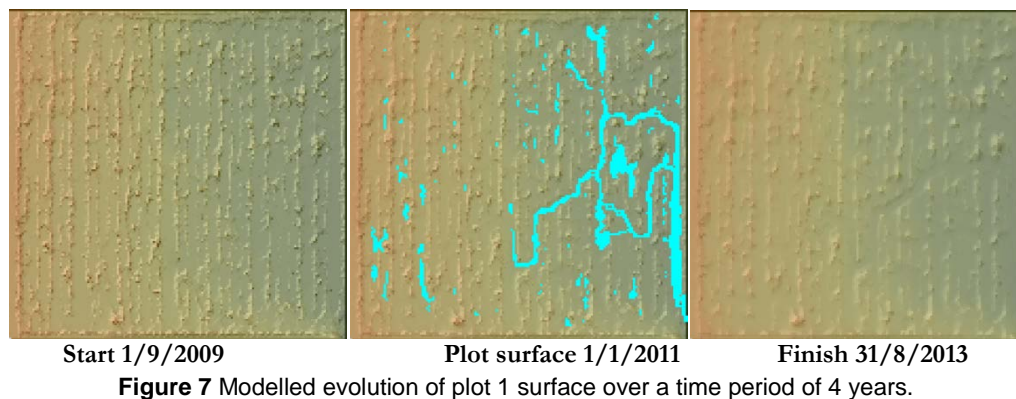 Start 1/9/2009 Plot surface 1/1/2011 Finish 31/8/2013
Figure 7 Modelled evolution of plot 1 surface over a time period of 4 years.